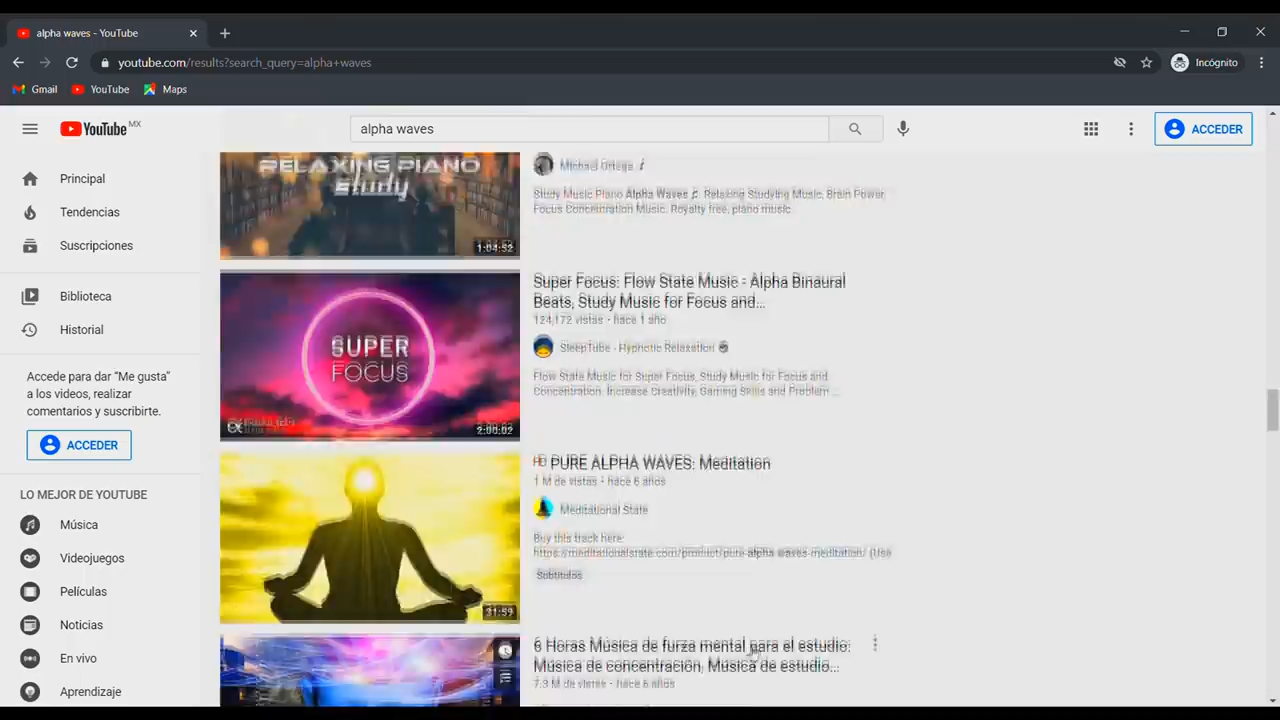 alpha waves - YouTube
youtube.com/results?search_query=alpha+waves
Incógnito
Gmail
YouTube
Maps
YouTube MX
alpha waves
ACCEDER
Principal
Tendencias
Suscripciones
Biblioteca
Historial
Accede para dar “Me gusta”
a los videos, realizar
comentarios y suscribirte.
ACCEDER
LO MEJOR DE YOUTUBE
Música
Videojuegos
Películas
Noticias
En vivo
Aprendizaje
RELAXING PIANO
Study
1:04:52
Michael Ortega
Study Music Piano Alpha Waves ♫: Relaxing Studying Music, Brain Power,
Focus Concentration Music. Royalty free, piano music.
SUPER
FOCUS
2:00:02
Super Focus: Flow State Music - Alpha Binaural
Beats, Study Music for Focus and...
124,172 vistas • hace 1 año
SleepTube - Hypnotic Relaxation
Flow State Music for Super Focus, Study Music for Focus and
Concentration. Increase Creativity, Gaming Skills and Problem ...
31:59
PURE ALPHA WAVES: Meditation
1 M de vistas • hace 6 años
Meditational State
Buy this track here:
https://meditationalstate.com/product/pure-alpha-waves-meditation/ (Use
Subtítulos
6 Horas Música de furza mental para el estudio:
Música de concentración, Música de estudio...
7.3 M de vistas • hace 6 años